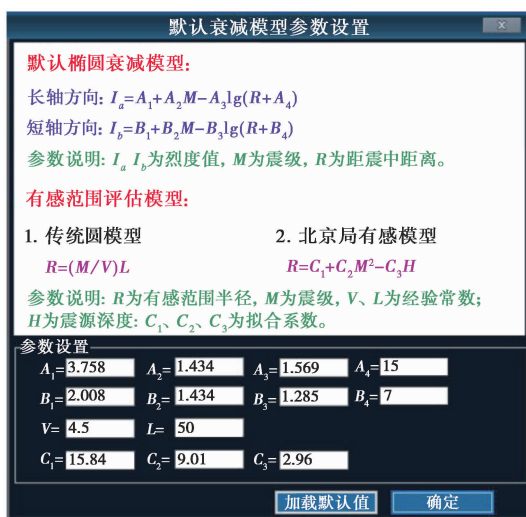 默认衰减模型参数设置
默认椭圆衰减模型:
长轴方向: Iₐ=A₁+A₂M−A₃lg(R+A₄)
短轴方向: I_b=B₁+B₂M−B₃lg(R+B₄)
参数说明: Iₐ I_b为烈度值, M为震级, R为距震中距离。
有感范围评估模型:
1. 传统圆模型 2. 北京局有感模型
R=(M/V)L R=C₁+C₂M²−C₃H
参数说明: R为有感范围半径, M为震级, V、L为经验常数;
H为震源深度: C₁、C₂、C₃为拟合系数。
参数设置
A₁= 3.758 A₂= 1.434 A₃= 1.569 A₄= 15
B₁= 2.008 B₂= 1.434 B₃= 1.285 B₄= 7
V= 4.5 L= 50
C₁= 15.84 C₂= 9.01 C₃= 2.96
加载默认值 确定